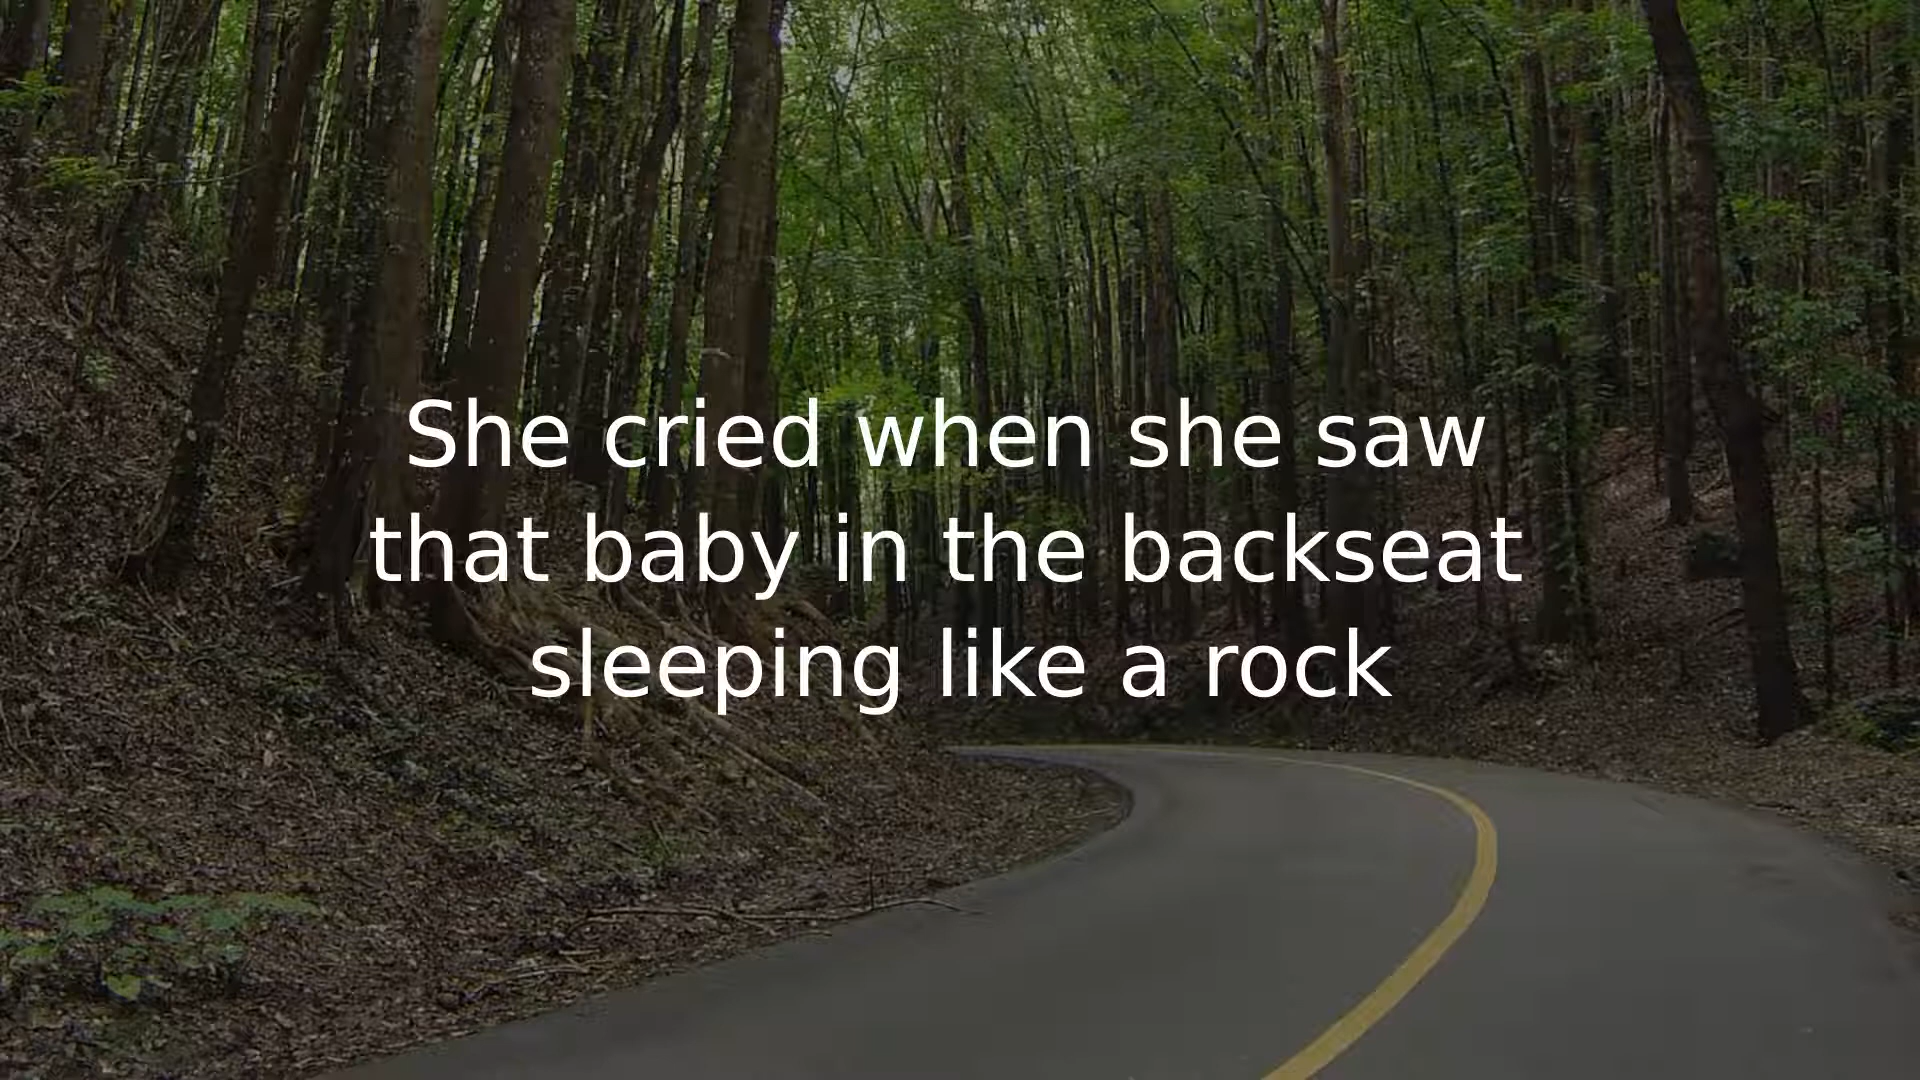 She cried when she saw
that baby in the backseat
sleeping like a rock